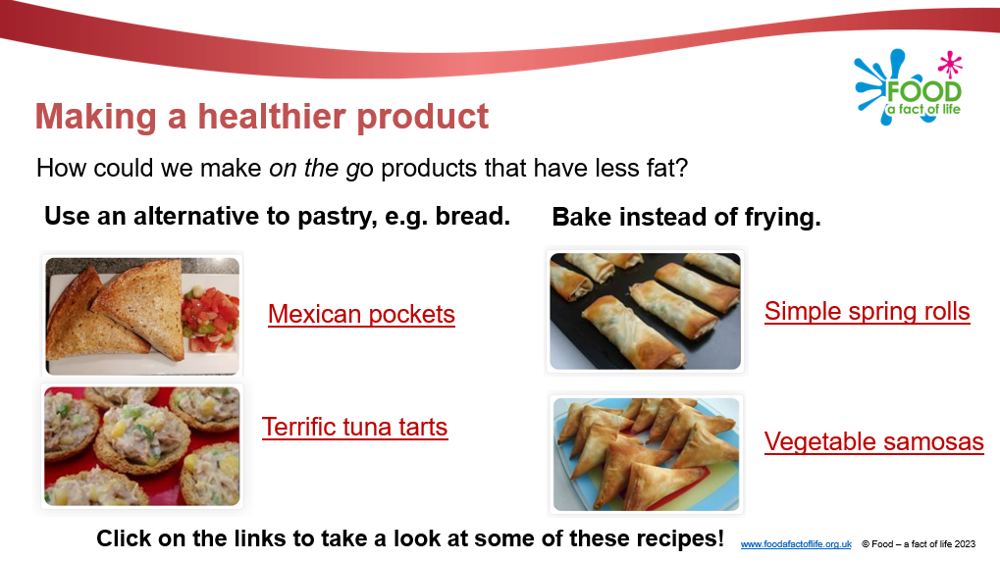 FOOD
a fact of life
Making a healthier product
How could we make on the go products that have less fat?
Use an alternative to pastry, e.g. bread.
Bake instead of frying.
Mexican pockets
Simple spring rolls
Terrific tuna tarts
Vegetable samosas
Click on the links to take a look at some of these recipes!
www.foodafactoflife.org.uk © Food – a fact of life 2023